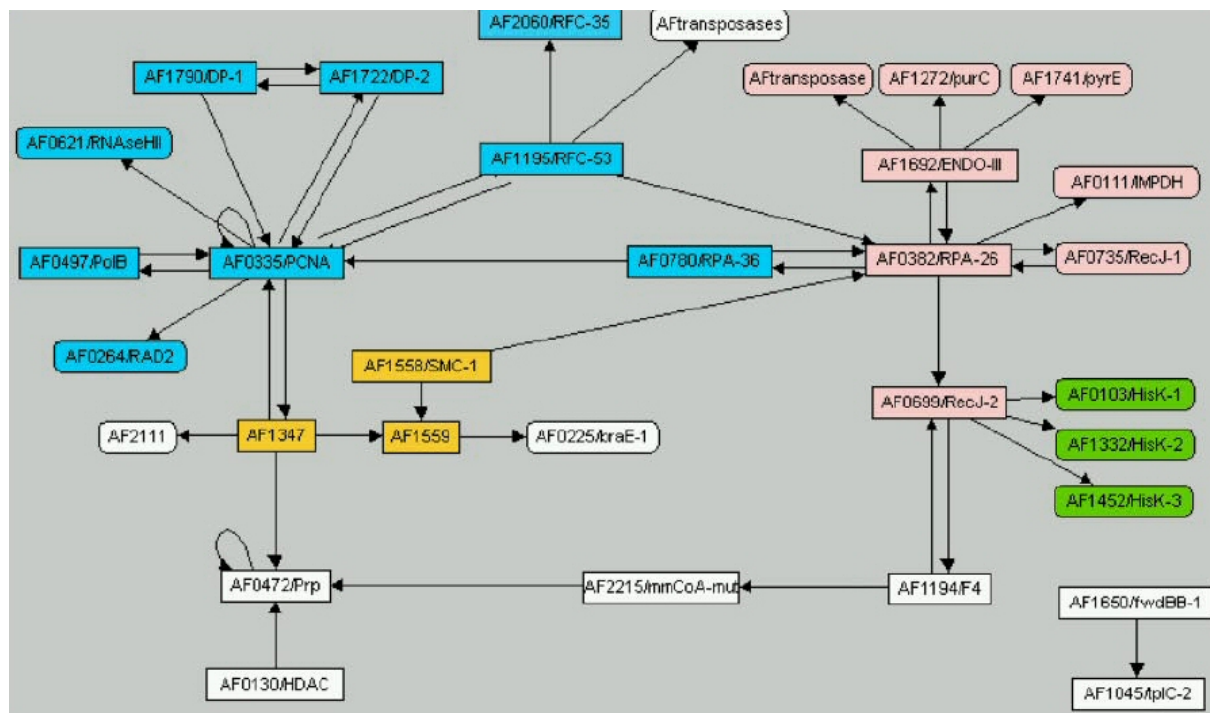 AF2060/RFC-35
AFtransposases
AF1790/DP-1
AF1722/DP-2
AFtransposase
AF1272/purC
AF1741/pyrE
AF0621/RNAseHII
AF1195/RFC-53
AF1692/ENDO-III
AF0111/IMPDH
AF0497/PolB
AF0335/PCNA
AF0780/RPA-36
AF0382/RPA-26
AF0735/RecJ-1
AF0264/RAD2
AF1558/SMC-1
AF0699/RecJ-2
AF0103/HisK-1
AF2111
AF1347
AF1559
AF0225/braE-1
AF1332/HisK-2
AF1452/HisK-3
AF0472/Prp
AF2215/mmCoA-mut
AF1194/F4
AF1650/fwdBB-1
AF0130/HDAC
AF1045/tpIC-2